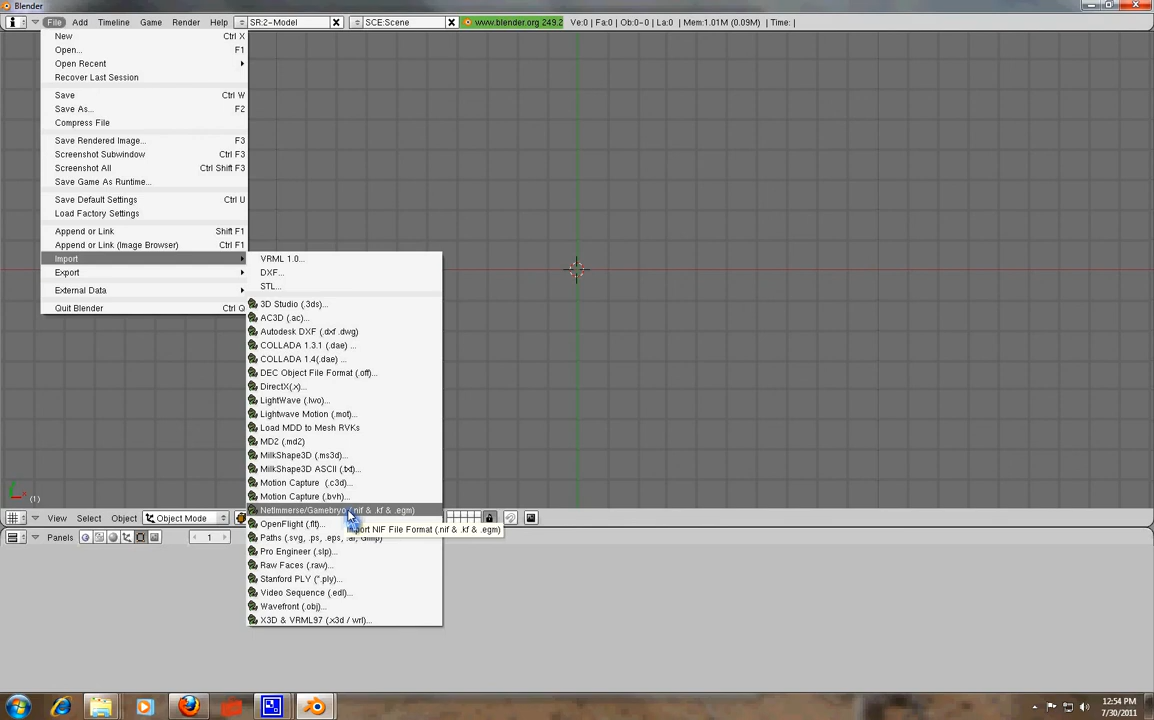 Blender
File Add Timeline Game Render Help SR:2-Model SCE:Scene www.blender.org 249.2 Ve:0 | Fa:0 | Ob:0-0 | La:0 | Mem:1.01M (0.09M) | Time: |
New Ctrl X
Open... F1
Open Recent
Recover Last Session
Save Ctrl W
Save As... F2
Compress File
Save Rendered Image... F3
Screenshot Subwindow Ctrl F3
Screenshot All Ctrl Shift F3
Save Game As Runtime...
Save Default Settings Ctrl U
Load Factory Settings
Append or Link Shift F1
Append or Link (Image Browser) Ctrl F1
Import
Export
External Data
Quit Blender Ctrl Q
VRML 1.0...
DXF...
STL...
3D Studio (.3ds)...
AC3D (.ac)...
Autodesk DXF (.dxf .dwg)
COLLADA 1.3.1 (.dae) ...
COLLADA 1.4(.dae) ...
DEC Object File Format (.off)...
DirectX(.x)...
LightWave (.lwo)...
Lightwave Motion (.mot)...
Load MDD to Mesh RVKs
MD2 (.md2)
MilkShape3D (.ms3d)...
MilkShape3D ASCII (.txt)...
Motion Capture (.c3d)...
Motion Capture (.bvh)...
NetImmerse/Gamebryo (.nif & .kf & .egm)
OpenFlight (.flt)...
Import NIF File Format (.nif & .kf & .egm)
Paths (.svg, .ps, .eps, .ai, Gimp)
Pro Engineer (.slp)...
Raw Faces (.raw)...
Stanford PLY (*.ply)...
Video Sequence (.edl)...
Wavefront (.obj)...
X3D & VRML97 (.x3d / wrl)...
(1)
View Select Object Object Mode
Panels 1
12:54 PM
7/30/2011